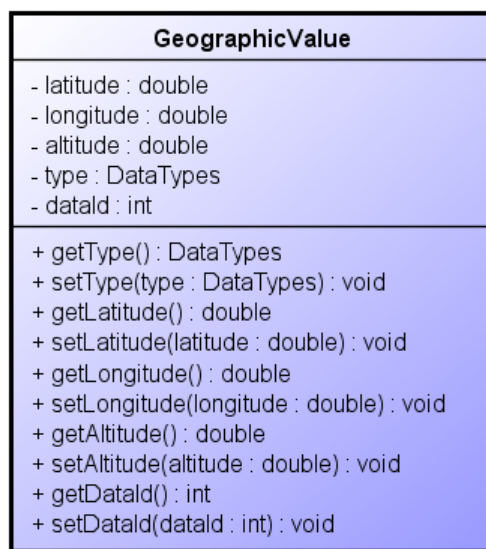 GeographicValue
- latitude : double
- longitude : double
- altitude : double
- type : DataTypes
- dataId : int
+ getType() : DataTypes
+ setType(type : DataTypes) : void
+ getLatitude() : double
+ setLatitude(latitude : double) : void
+ getLongitude() : double
+ setLongitude(longitude : double) : void
+ getAltitude() : double
+ setAltitude(altitude : double) : void
+ getDataId() : int
+ setDataId(dataId : int) : void